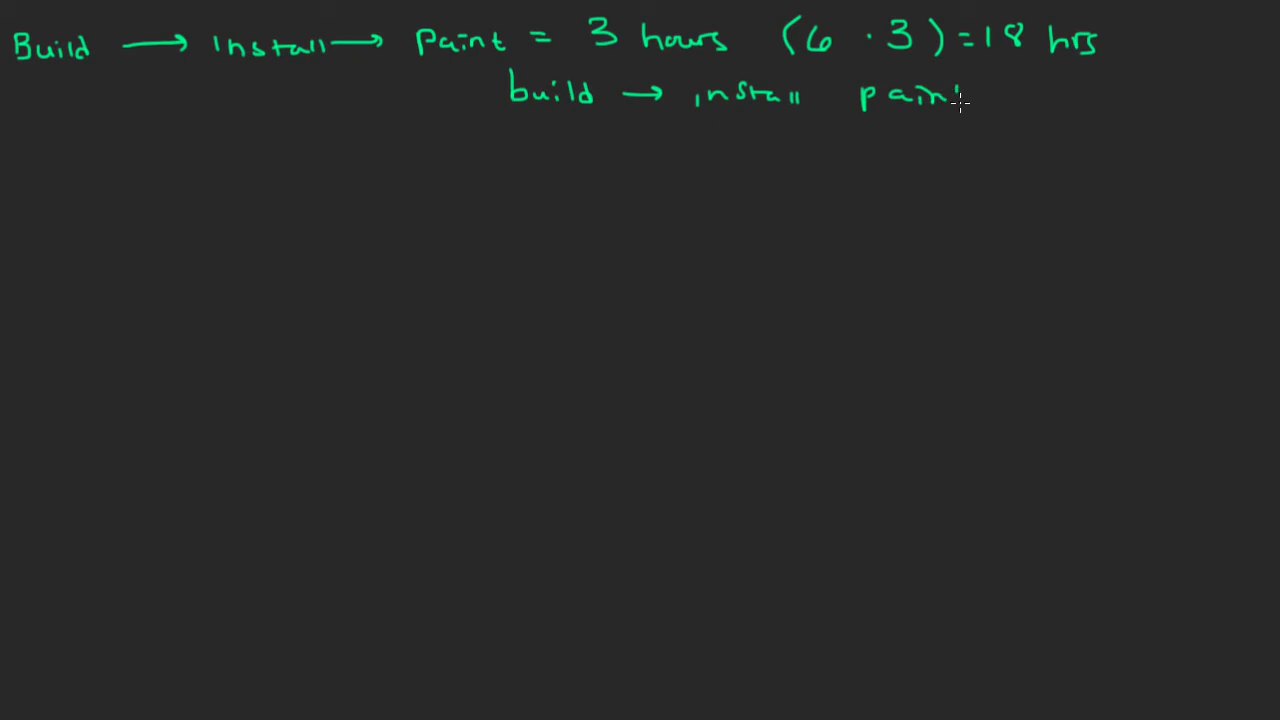 Build → install → paint = 3 hours (6 · 3) = 18 hrs
build → install paint